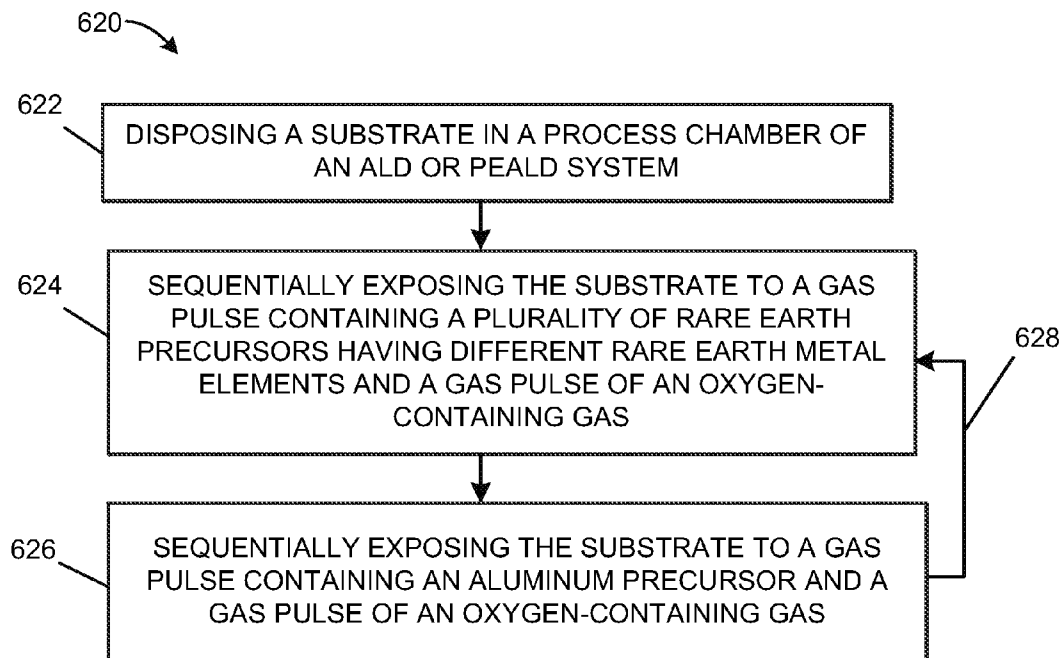 620
622
DISPOSING A SUBSTRATE IN A PROCESS CHAMBER OF
AN ALD OR PEALD SYSTEM
624
SEQUENTIALLY EXPOSING THE SUBSTRATE TO A GAS
PULSE CONTAINING A PLURALITY OF RARE EARTH
PRECURSORS HAVING DIFFERENT RARE EARTH METAL
ELEMENTS AND A GAS PULSE OF AN OXYGEN-
CONTAINING GAS
628
626
SEQUENTIALLY EXPOSING THE SUBSTRATE TO A GAS
PULSE CONTAINING AN ALUMINUM PRECURSOR AND A
GAS PULSE OF AN OXYGEN-CONTAINING GAS